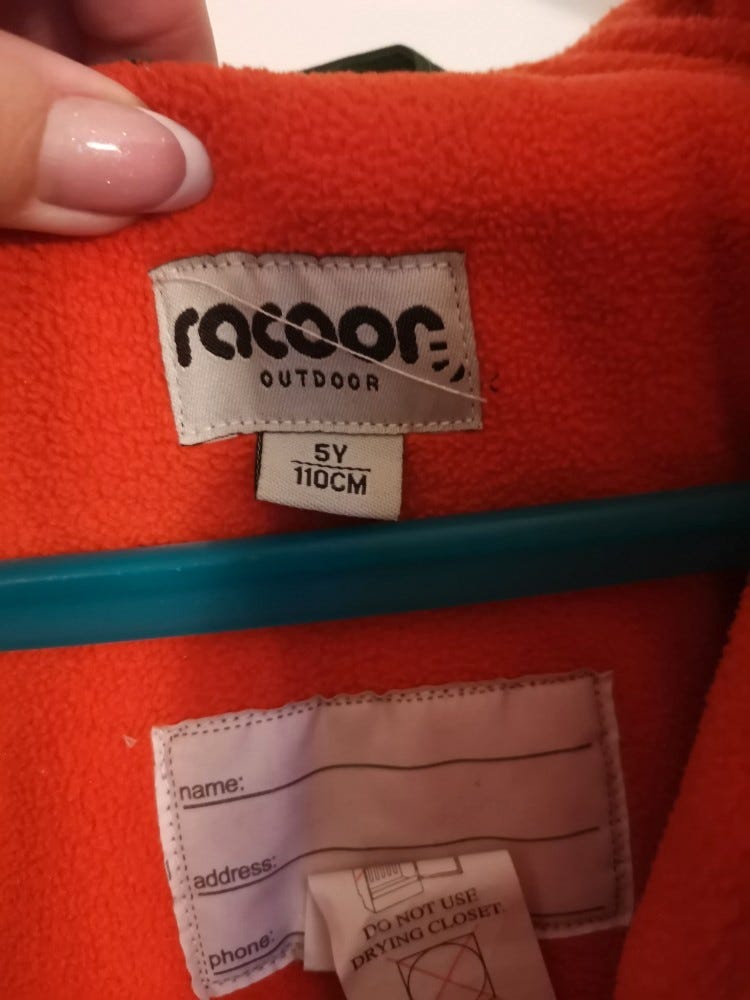 racoon
OUTDOOR
5Y
110CM
name:
address:
phone:
DO NOT USE
DRYING CLOSET.